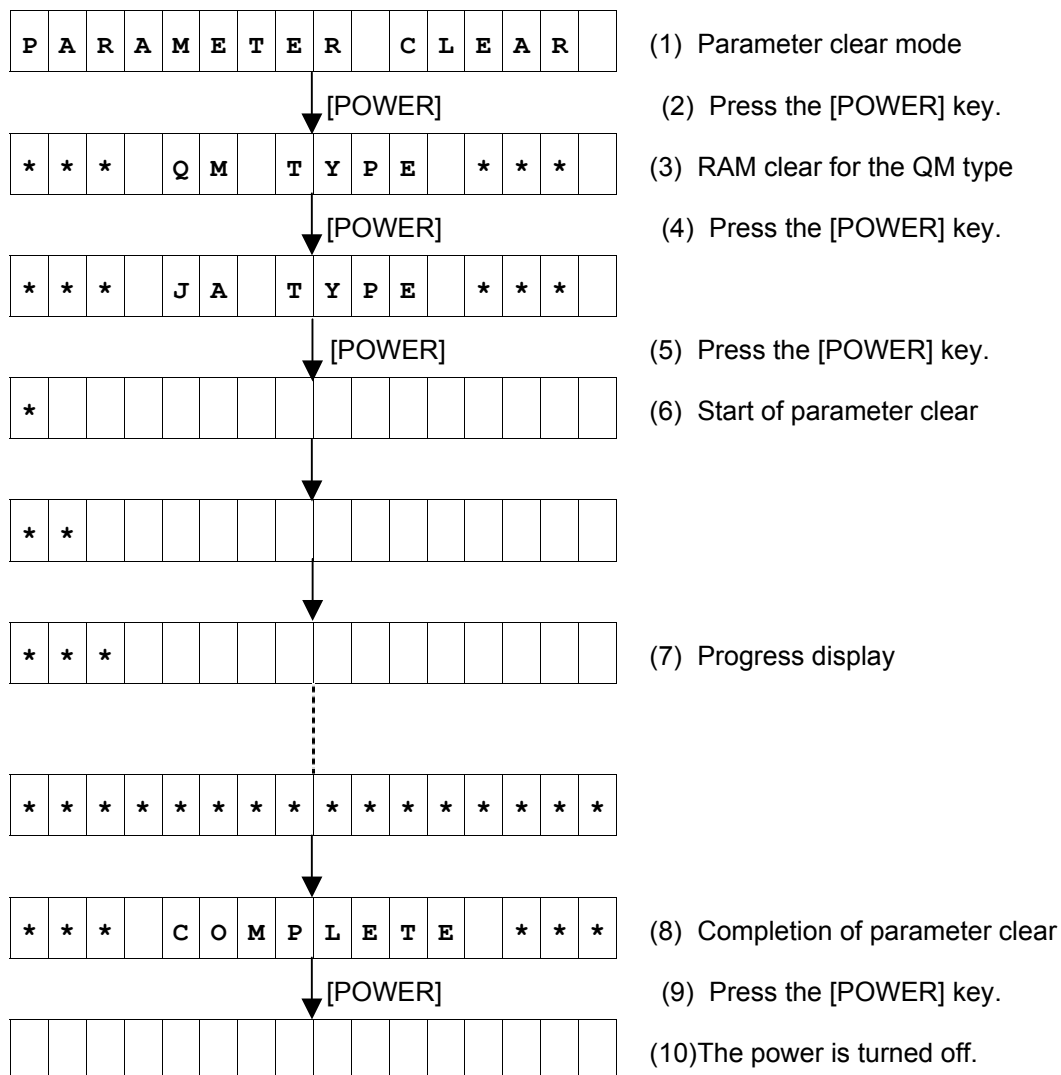 PARAMETER CLEAR (1) Parameter clear mode
[POWER] (2) Press the [POWER] key.
*** QM TYPE *** (3) RAM clear for the QM type
[POWER] (4) Press the [POWER] key.
*** JA TYPE ***
[POWER] (5) Press the [POWER] key.
* (6) Start of parameter clear
**
*** (7) Progress display
****************
*** COMPLETE *** (8) Completion of parameter clear
[POWER] (9) Press the [POWER] key.
(10)The power is turned off.